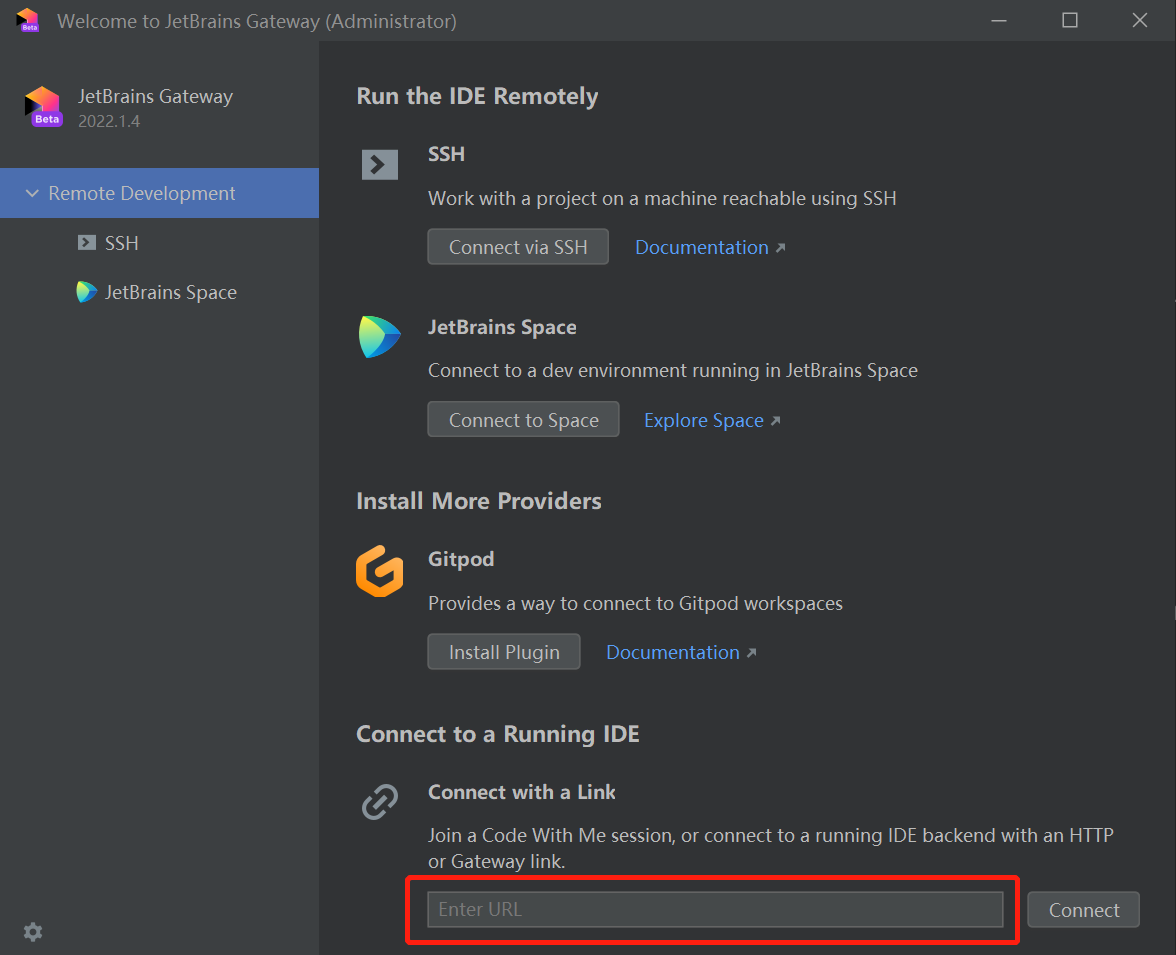 Welcome to JetBrains Gateway (Administrator)
JetBrains Gateway
Beta
2022.1.4
Remote Development
SSH
JetBrains Space
Run the IDE Remotely
SSH
Work with a project on a machine reachable using SSH
Connect via SSH
Documentation
JetBrains Space
Connect to a dev environment running in JetBrains Space
Connect to Space
Explore Space
Install More Providers
Gitpod
Provides a way to connect to Gitpod workspaces
Install Plugin
Documentation
Connect to a Running IDE
Connect with a Link
Join a Code With Me session, or connect to a running IDE backend with an HTTP
or Gateway link.
Enter URL
Connect